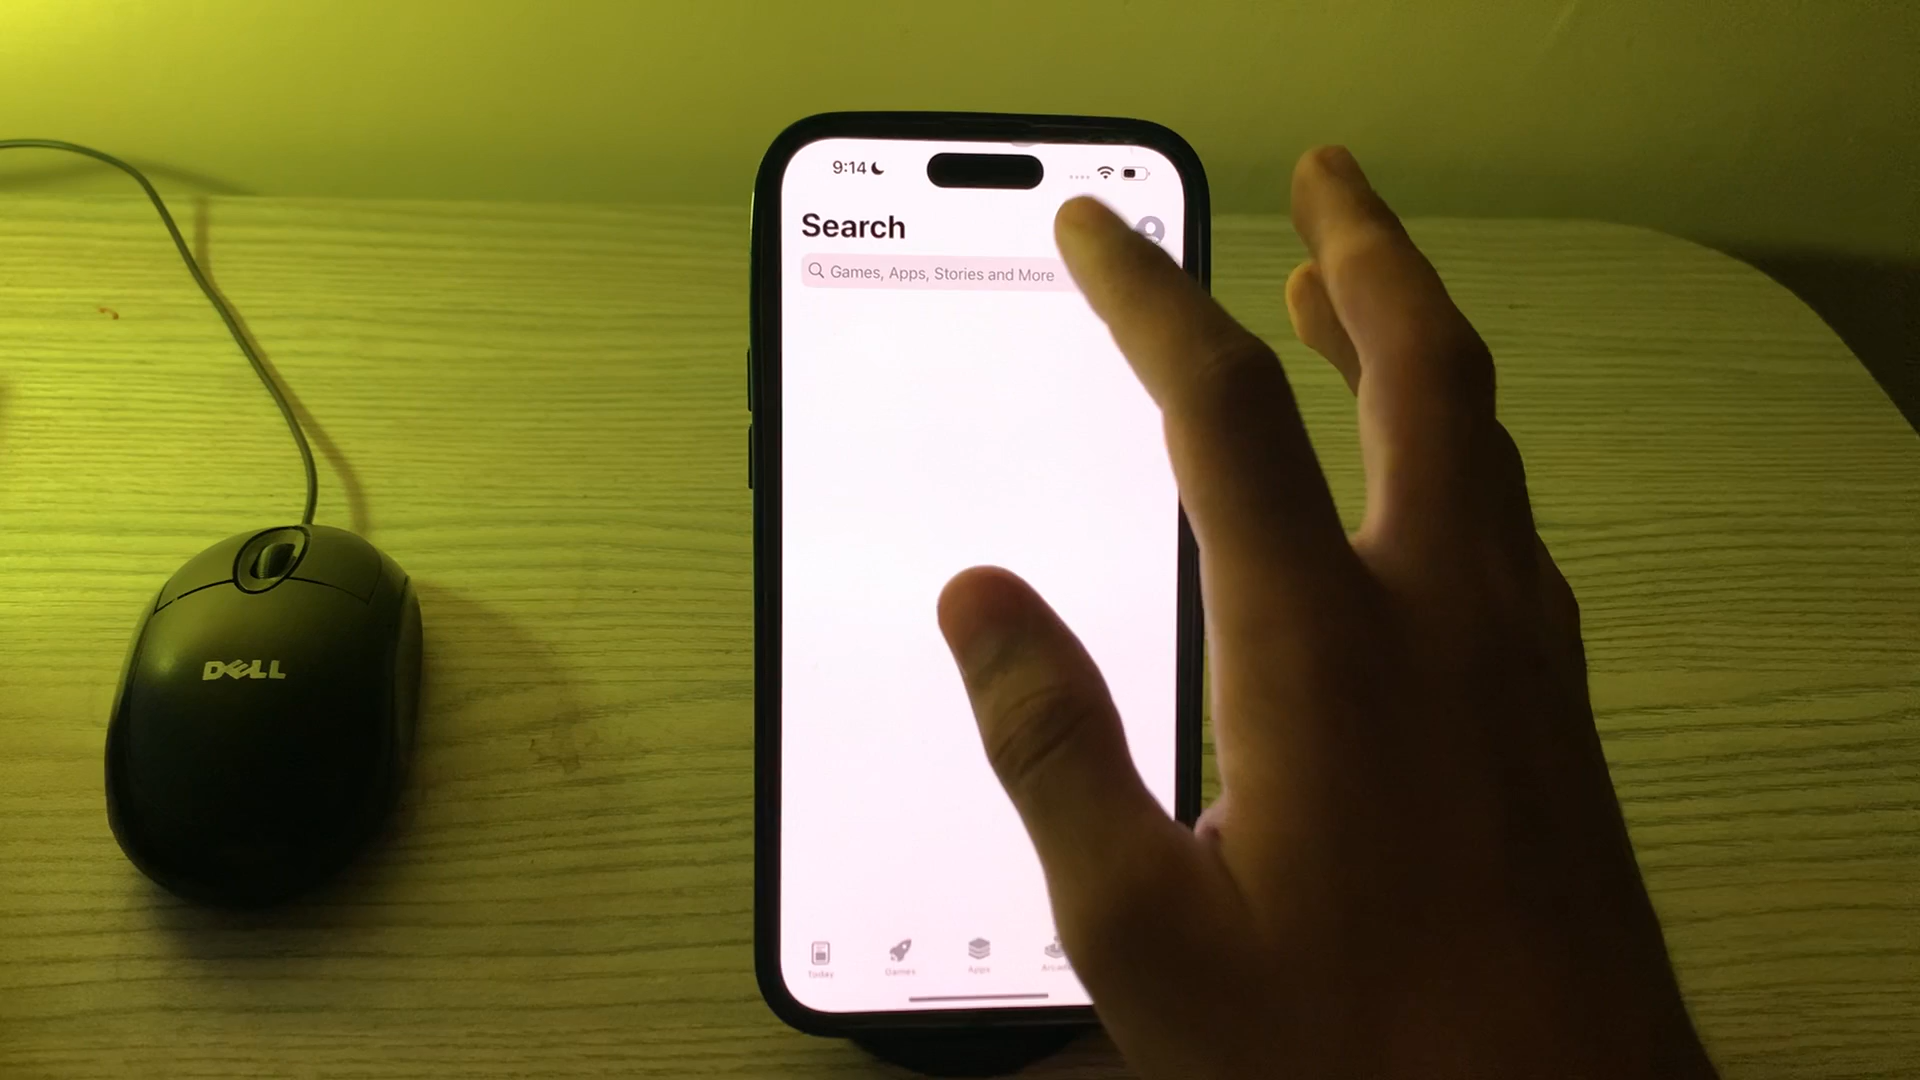 9:14
Search
Games, Apps, Stories and More
DELL
Today
Games
Apps
Arcade